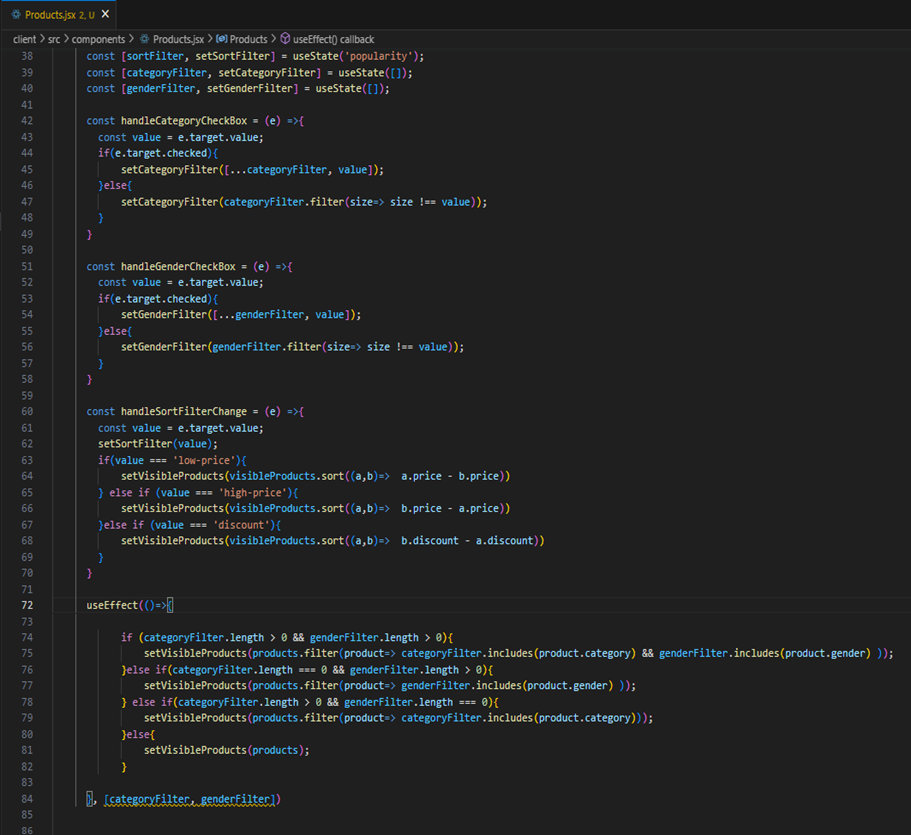 Products.jsx 2, U ×
client > src > components > Products.jsx > Products > useEffect() callback
38 const [sortFilter, setSortFilter] = useState('popularity');
39 const [categoryFilter, setCategoryFilter] = useState([]);
40 const [genderFilter, setGenderFilter] = useState([]);
41
42 const handleCategoryCheckBox = (e) =>{
43 const value = e.target.value;
44 if(e.target.checked){
45 setCategoryFilter([...categoryFilter, value]);
46 }else{
47 setCategoryFilter(categoryFilter.filter(size=> size !== value));
48 }
49 }
50
51 const handleGenderCheckBox = (e) =>{
52 const value = e.target.value;
53 if(e.target.checked){
54 setGenderFilter([...genderFilter, value]);
55 }else{
56 setGenderFilter(genderFilter.filter(size=> size !== value));
57 }
58 }
59
60 const handleSortFilterChange = (e) =>{
61 const value = e.target.value;
62 setSortFilter(value);
63 if(value === 'low-price'){
64 setVisibleProducts(visibleProducts.sort((a,b)=> a.price - b.price))
65 } else if (value === 'high-price'){
66 setVisibleProducts(visibleProducts.sort((a,b)=> b.price - a.price))
67 }else if (value === 'discount'){
68 setVisibleProducts(visibleProducts.sort((a,b)=> b.discount - a.discount))
69 }
70 }
71
72 useEffect(()=>{
73
74 if (categoryFilter.length > 0 && genderFilter.length > 0){
75 setVisibleProducts(products.filter(product=> categoryFilter.includes(product.category) && genderFilter.includes(product.gender) ));
76 }else if(categoryFilter.length === 0 && genderFilter.length > 0){
77 setVisibleProducts(products.filter(product=> genderFilter.includes(product.gender) ));
78 } else if(categoryFilter.length > 0 && genderFilter.length === 0){
79 setVisibleProducts(products.filter(product=> categoryFilter.includes(product.category)));
80 }else{
81 setVisibleProducts(products);
82 }
83
84 }, [categoryFilter, genderFilter])
85
86